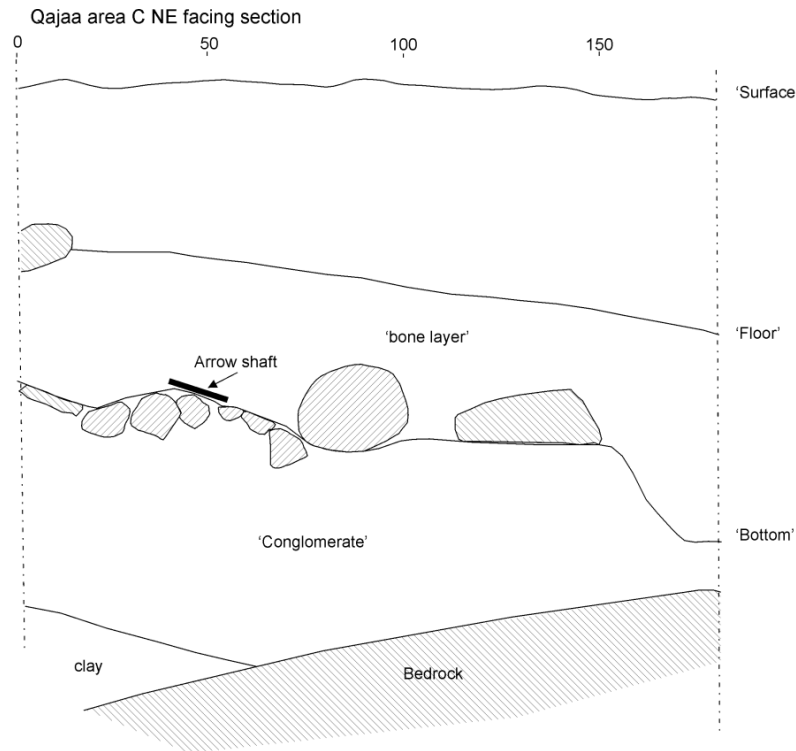 Qajaa area C NE facing section
0 50 100 150
‘Surface
‘Floor’
‘bone layer’
Arrow shaft
‘Bottom’
‘Conglomerate’
clay
Bedrock